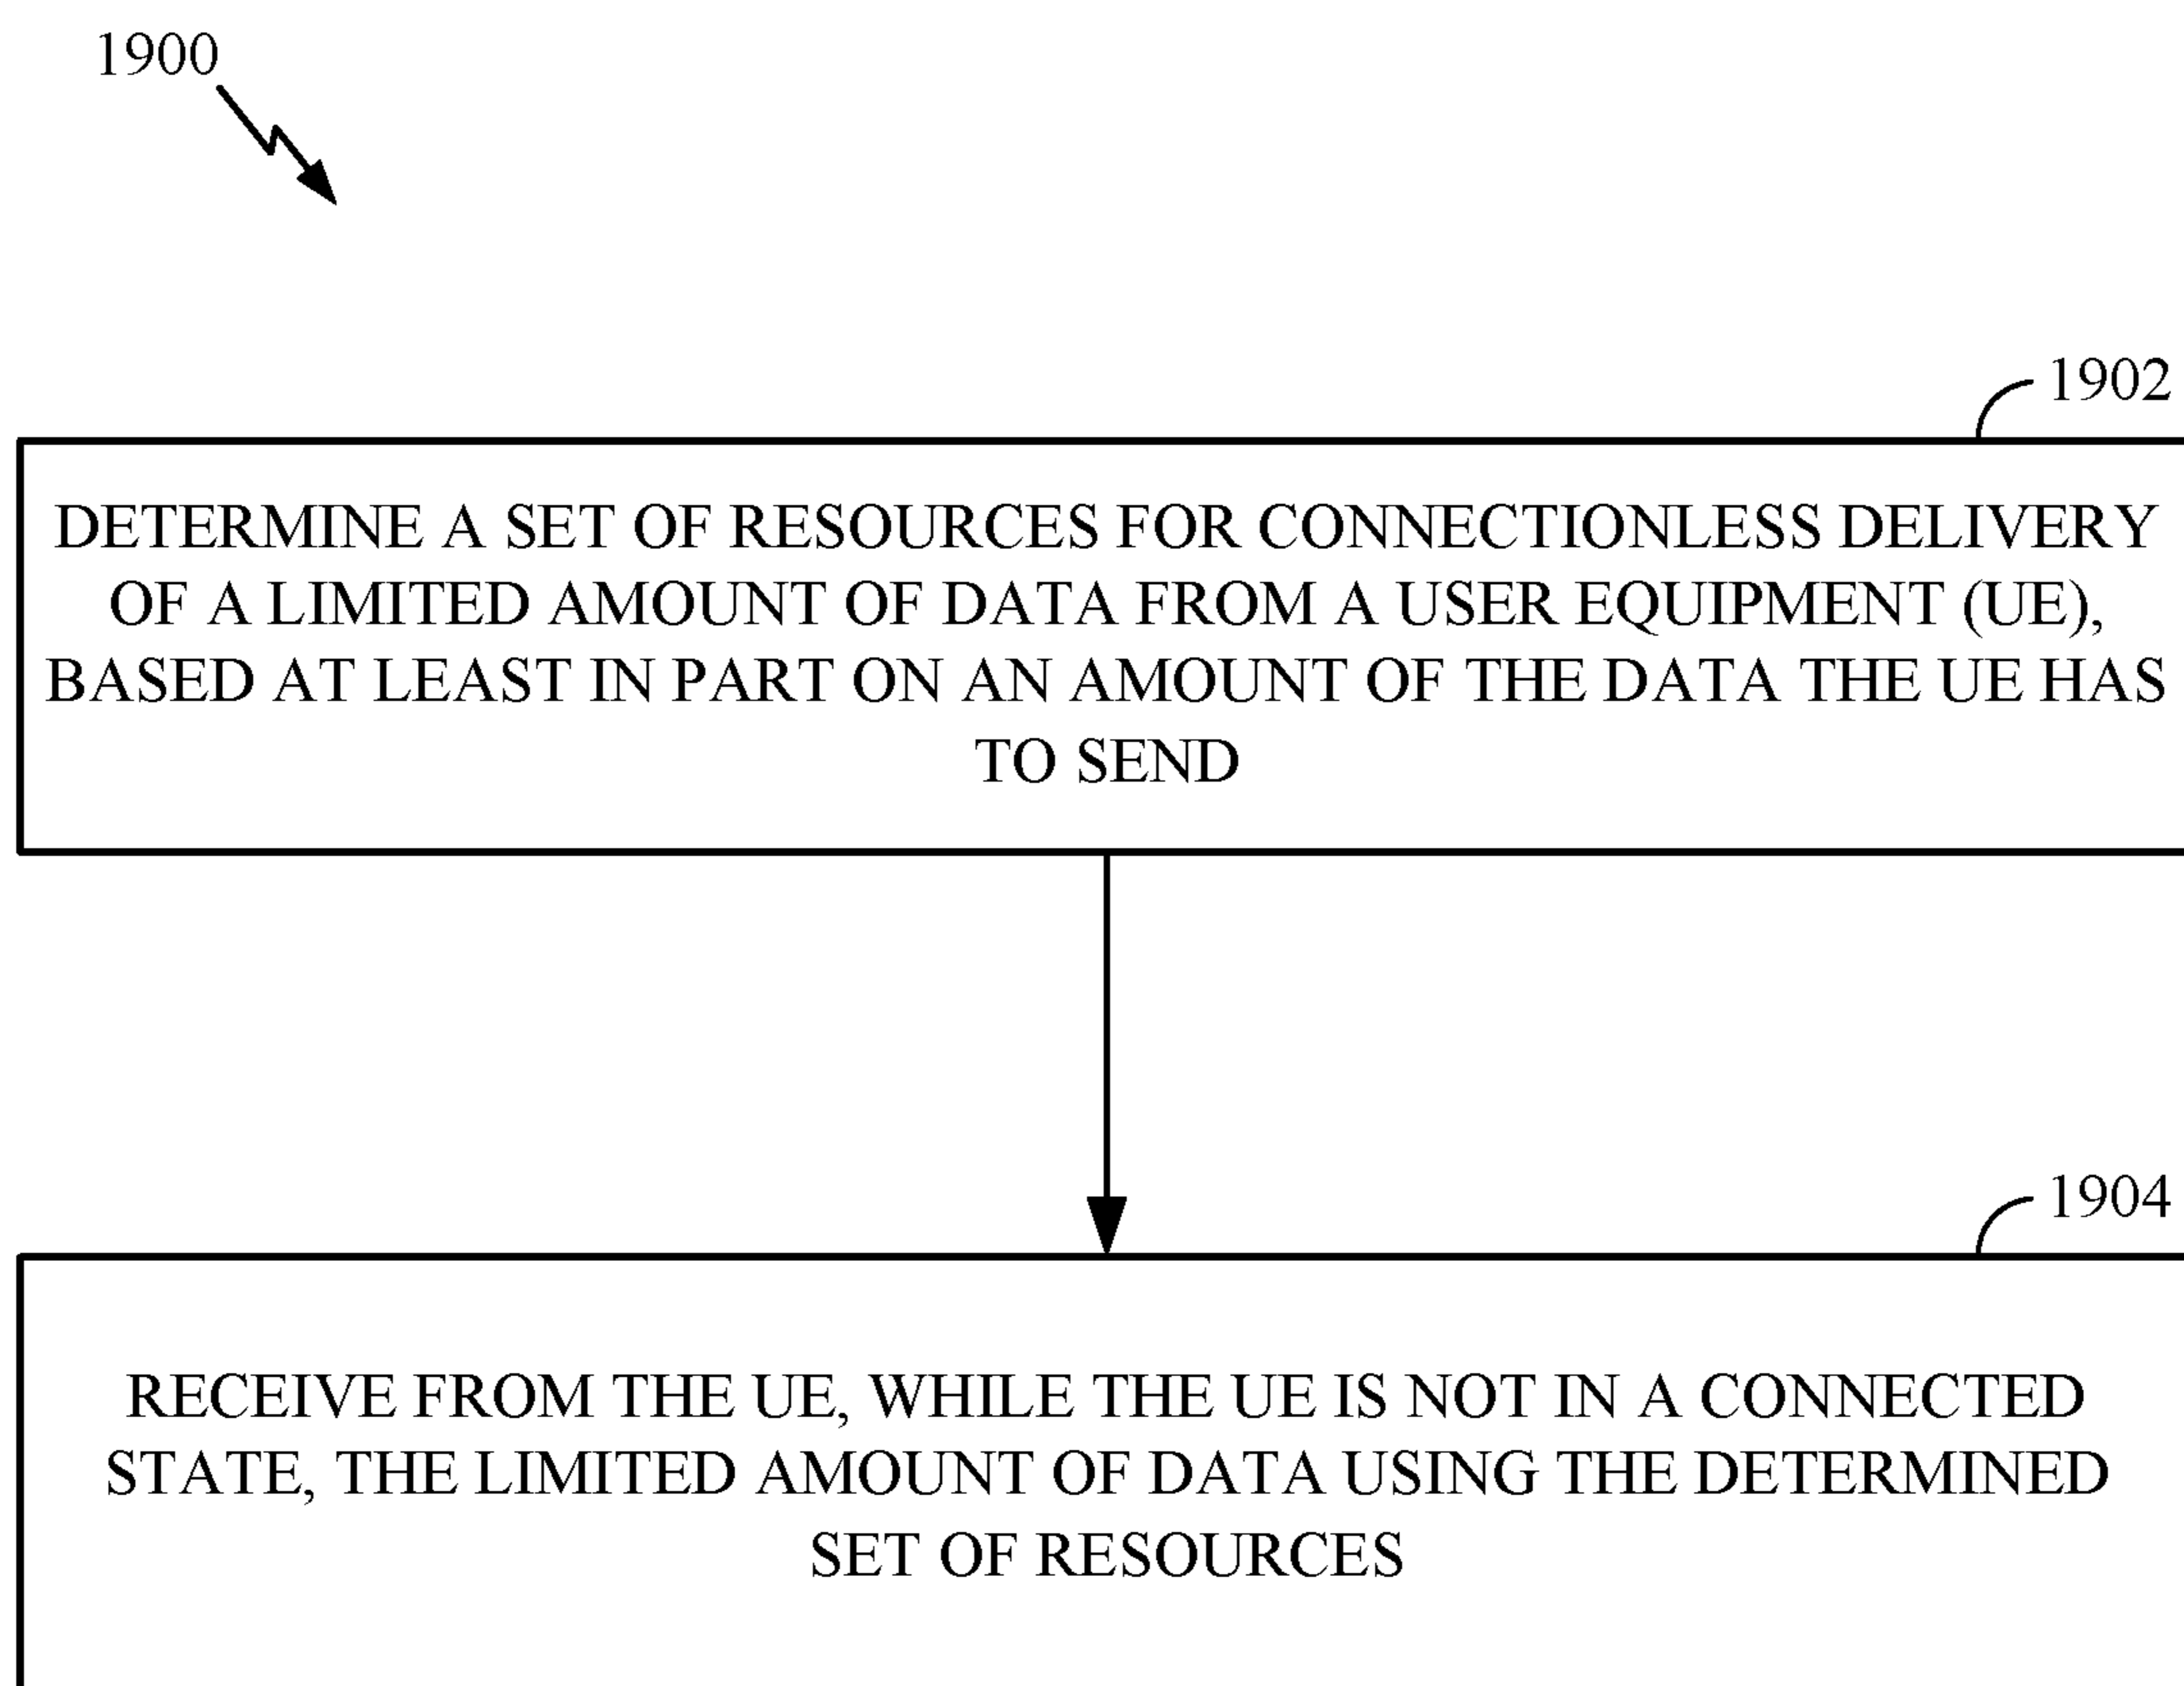 1900
1902
DETERMINE A SET OF RESOURCES FOR CONNECTIONLESS DELIVERY
OF A LIMITED AMOUNT OF DATA FROM A USER EQUIPMENT (UE),
BASED AT LEAST IN PART ON AN AMOUNT OF THE DATA THE UE HAS
TO SEND
1904
RECEIVE FROM THE UE, WHILE THE UE IS NOT IN A CONNECTED
STATE, THE LIMITED AMOUNT OF DATA USING THE DETERMINED
SET OF RESOURCES